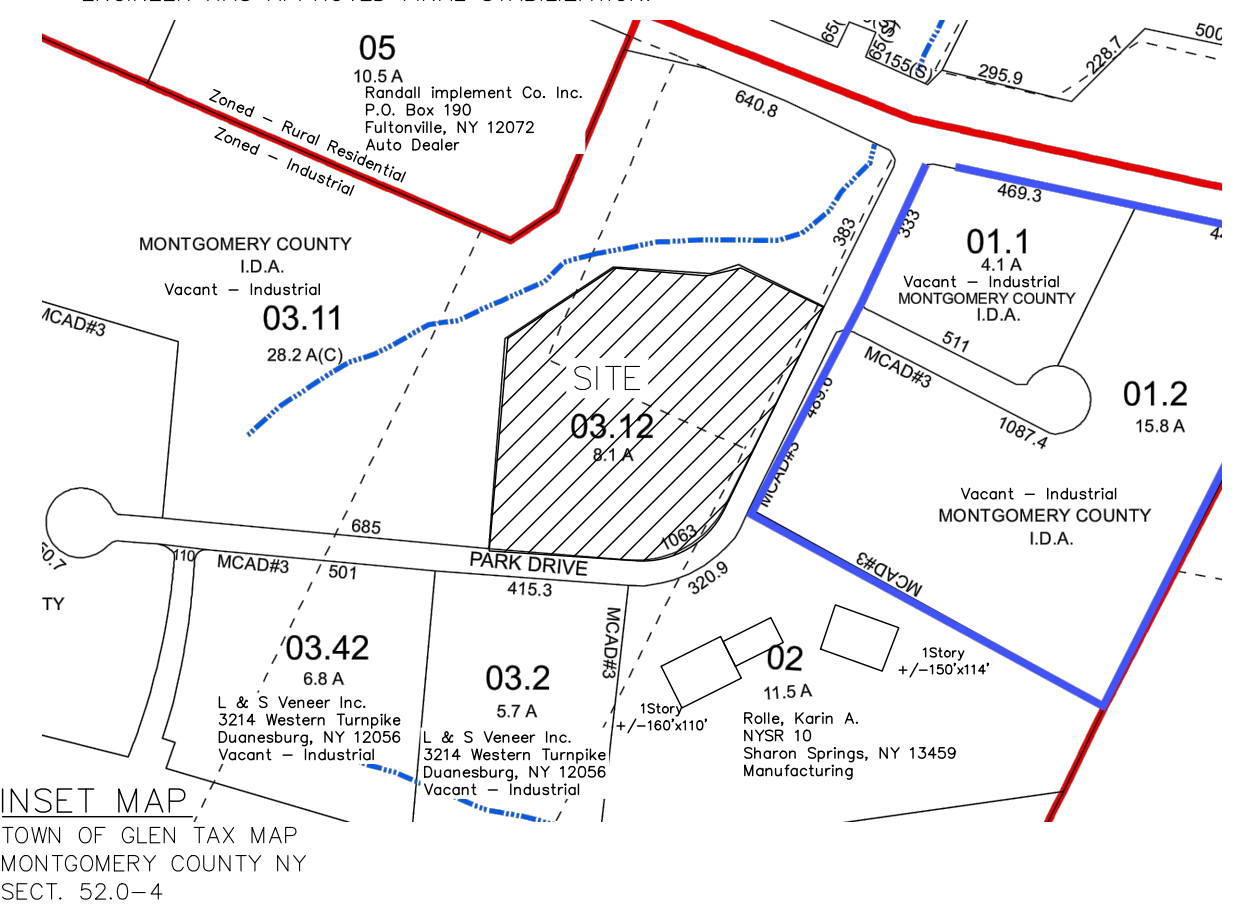 05
10.5 A
Randall implement Co. Inc.
P.O. Box 190
Fultonville, NY 12072
Auto Dealer
Zoned – Rural Residential
Zoned – Industrial
640.8
155(S)
295.9
228.7
500
469.3
333
383
01.1
4.1 A
Vacant – Industrial
MONTGOMERY COUNTY
I.D.A.
MONTGOMERY COUNTY
I.D.A.
Vacant – Industrial
03.11
28.2 A(C)
MCAD#3
511
MCAD#3
1087.4
01.2
15.8 A
Vacant – Industrial
MONTGOMERY COUNTY
I.D.A.
SITE
03.12
8.1 A
489.6
MCAD#3
MCAD#3
1063
685
PARK DRIVE
110
MCAD#3
501
415.3
320.9
MCAD#3
TY
03.42
6.8 A
L & S Veneer Inc.
3214 Western Turnpike
Duanesburg, NY 12056
Vacant – Industrial
03.2
5.7 A
L & S Veneer Inc.
3214 Western Turnpike
Duanesburg, NY 12056
Vacant – Industrial
02
11.5 A
1Story
+/–160'x110'
1Story
+/–150'x114'
Rolle, Karin A.
NYSR 10
Sharon Springs, NY 13459
Manufacturing
INSET MAP
TOWN OF GLEN TAX MAP
MONTGOMERY COUNTY NY
SECT. 52.0–4